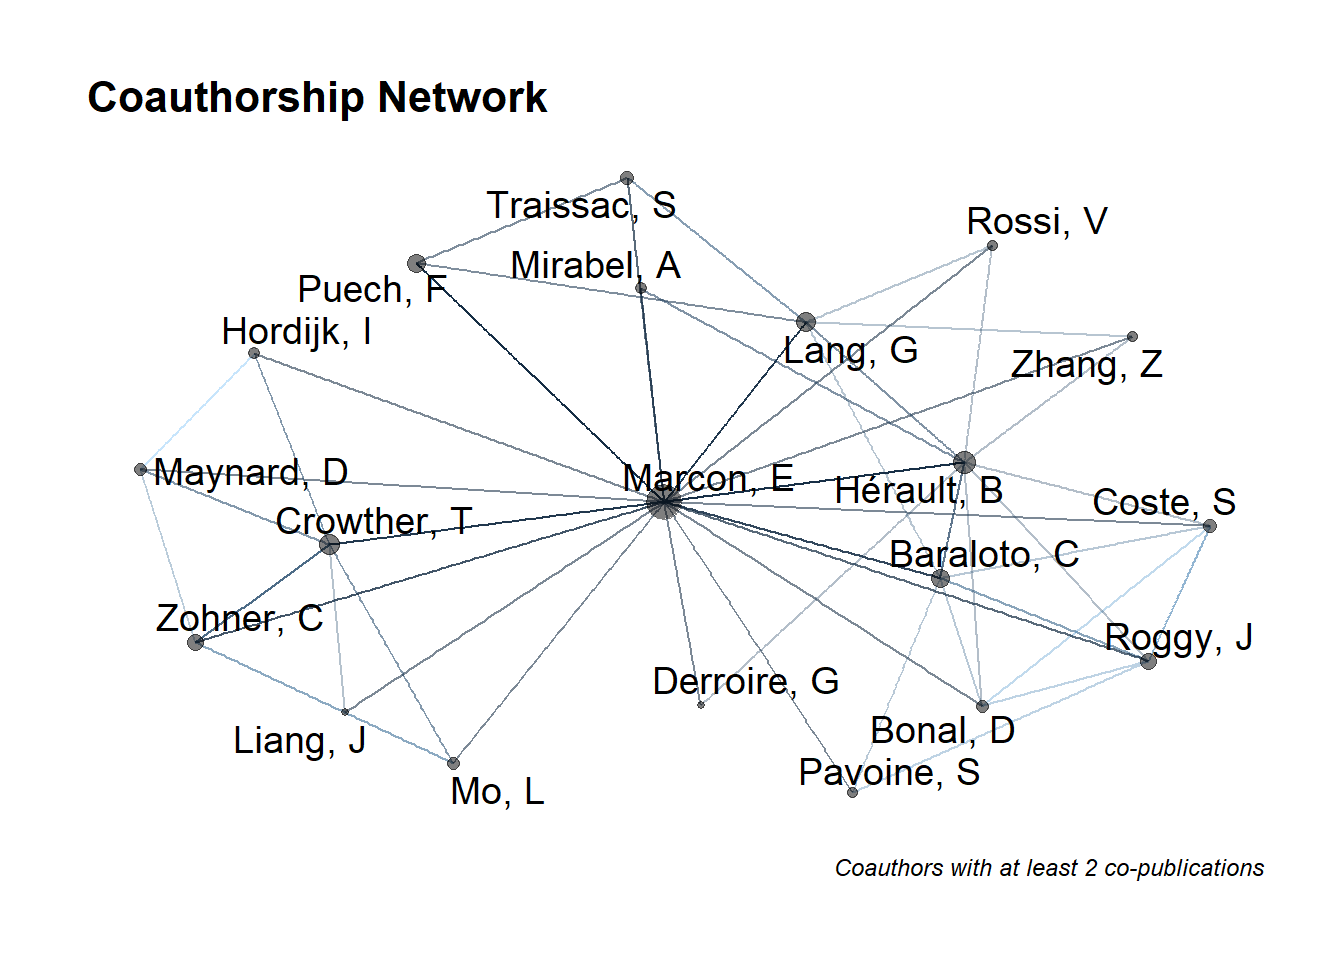 Coauthorship Network
Traissac, S
Rossi, V
Mirabel, A
Puech, F
Hordijk, I
Lang, G
Zhang, Z
Maynard, D
Marcon, E
Hérault, B
Coste, S
Crowther, T
Baraloto, C
Zohner, C
Roggy, J
Derroire, G
Bonal, D
Liang, J
Pavoine, S
Mo, L
Coauthors with at least 2 co-publications